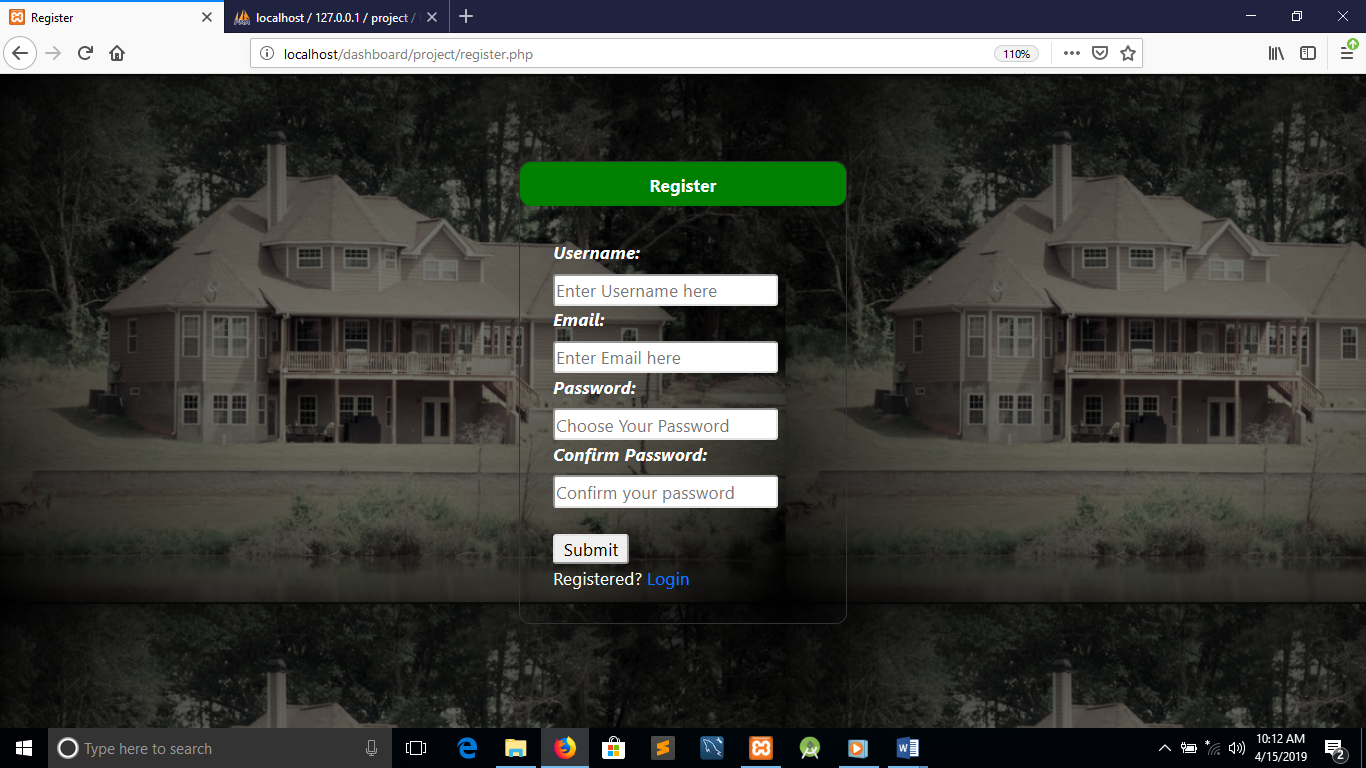 Register
localhost / 127.0.0.1 / project /
localhost/dashboard/project/register.php
110%
Register
Username:
Enter Username here
Email:
Enter Email here
Password:
Choose Your Password
Confirm Password:
Confirm your password
Submit
Registered? Login
Type here to search
10:12 AM
4/15/2019
2